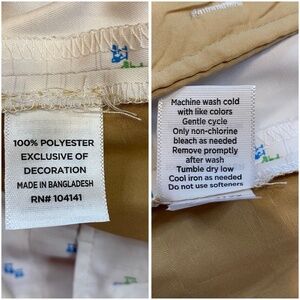 100% POLYESTER
EXCLUSIVE OF
DECORATION
MADE IN BANGLADESH
RN# 104141
Machine wash cold
with like colors
Gentle cycle
Only non-chlorine
bleach as needed
Remove promptly
after wash
Tumble dry low
Cool iron as needed
Do not use softeners